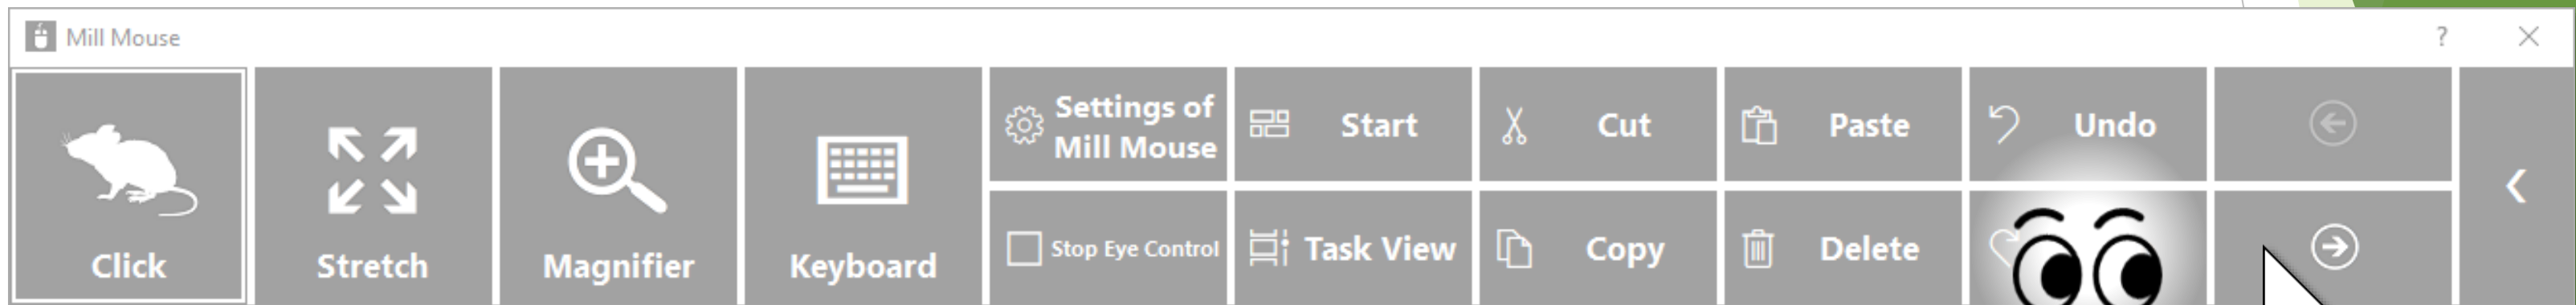 Mill Mouse
?
Click
Stretch
Magnifier
Keyboard
Settings of
Mill Mouse
Start
Cut
Paste
Undo
Stop Eye Control
Task View
Copy
Delete